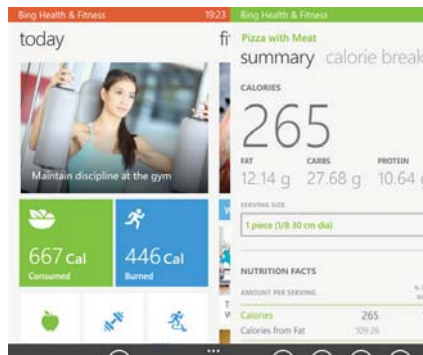 Bing Health & Fitness 19:23
today
fi
Maintain discipline at the gym
667 Cal
Consumed
446 Cal
Burned
Bing Health & Fitness
Pizza with Meat
summary calorie break
CALORIES
265
FAT CARBS PROTEIN
12.14 g 27.68 g 10.64 g
SERVING SIZE
1 piece (1/8 30 cm dia)
NUTRITION FACTS
AMOUNT PER SERVING
Calories 265
Calories from Fat 109.26